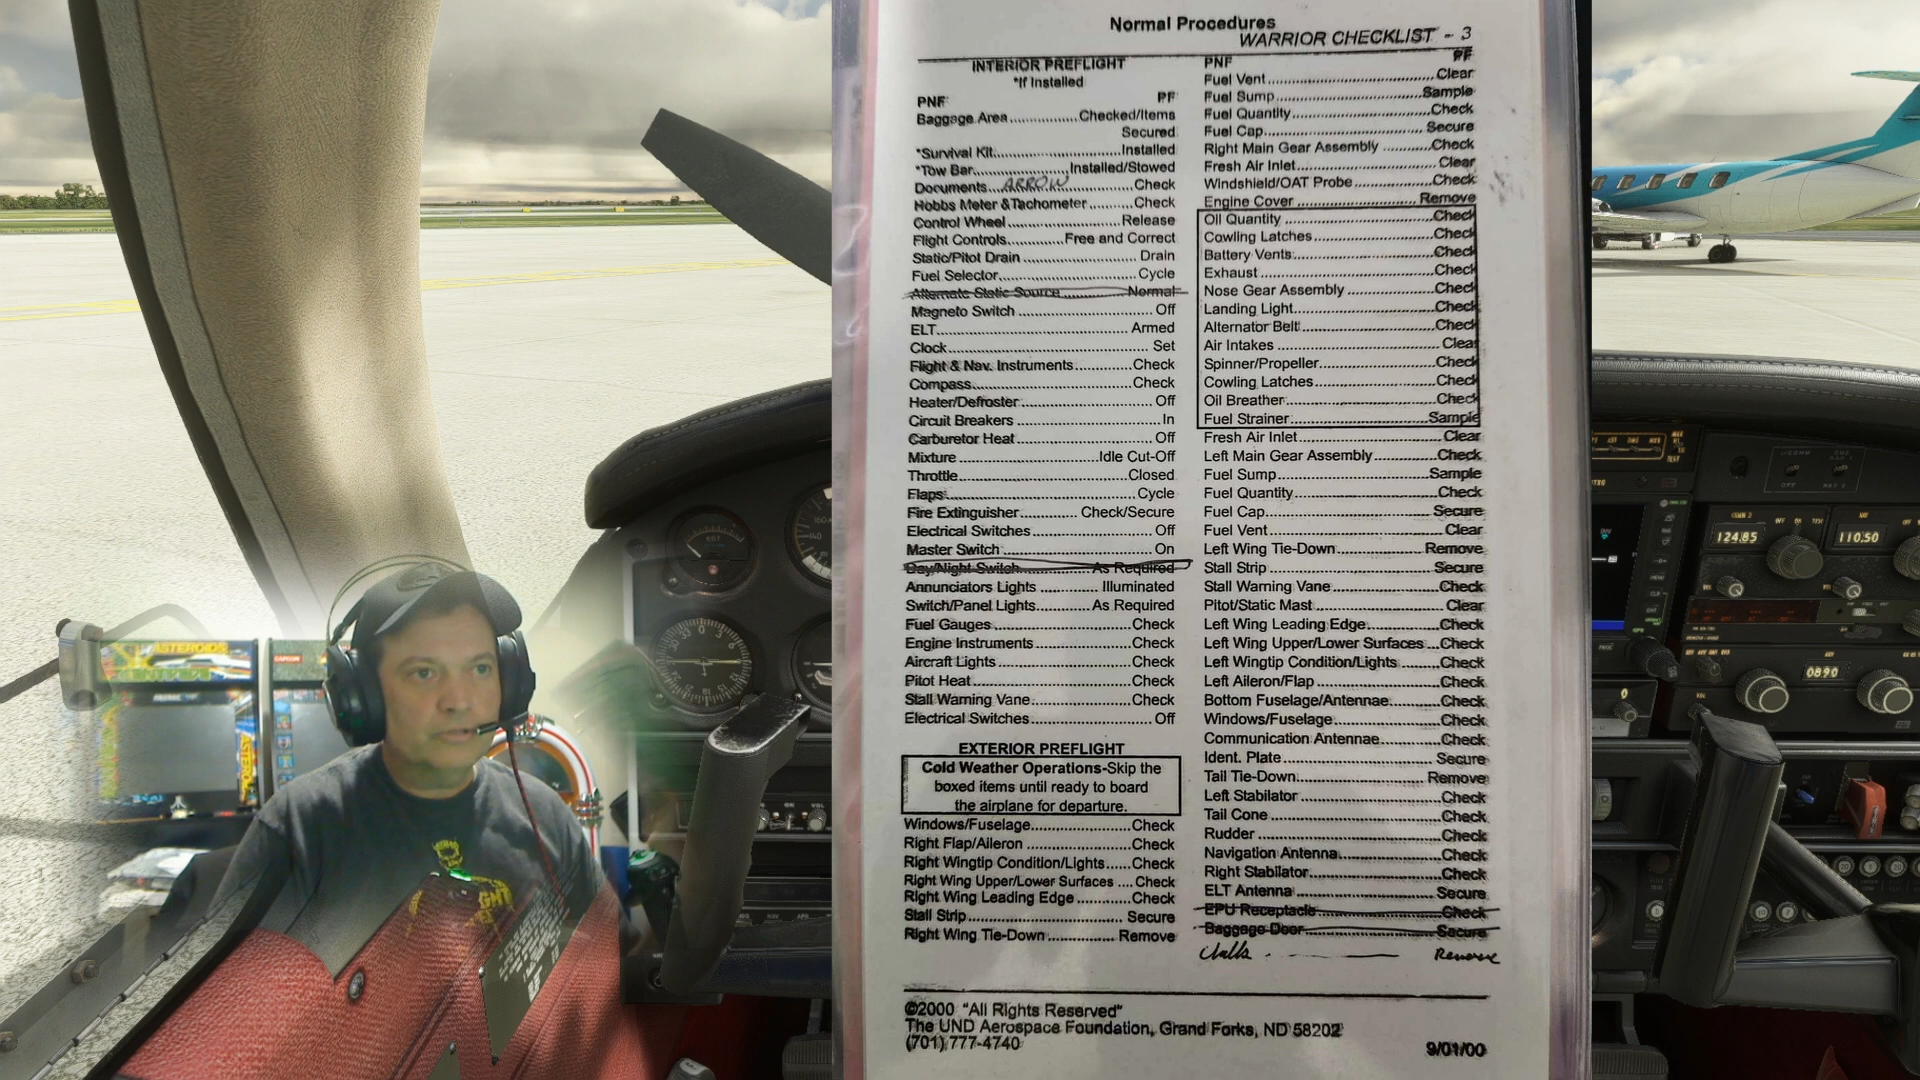 Normal Procedures
WARRIOR CHECKLIST - 3
INTERIOR PREFLIGHT
*If Installed
PNF PF
Baggage Area Checked/Items
Secured
*Survival Kit Installed
*Tow Bar Installed/Stowed
Documents ARROW Check
Hobbs Meter &Tachometer Check
Control Wheel Release
Flight Controls Free and Correct
Static/Pitot Drain Drain
Fuel Selector Cycle
Alternate Static Source Normal
Magneto Switch Off
ELT Armed
Clock Set
Flight & Nav. Instruments Check
Compass Check
Heater/Defroster Off
Circuit Breakers In
Carburetor Heat Off
Mixture Idle Cut-Off
Throttle Closed
Flaps Cycle
Fire Extinguisher Check/Secure
Electrical Switches Off
Master Switch On
Day/Night Switch As Required
Annunciators Lights Illuminated
Switch/Panel Lights As Required
Fuel Gauges Check
Engine Instruments Check
Aircraft Lights Check
Pitot Heat Check
Stall Warning Vane Check
Electrical Switches Off
EXTERIOR PREFLIGHT
Cold Weather Operations-Skip the
boxed items until ready to board
the airplane for departure.
Windows/Fuselage Check
Right Flap/Aileron Check
Right Wingtip Condition/Lights Check
Right Wing Upper/Lower Surfaces Check
Right Wing Leading Edge Check
Stall Strip Secure
Right Wing Tie-Down Remove
PNF PF
Fuel Vent Clear
Fuel Sump Sample
Fuel Quantity Check
Fuel Cap Secure
Right Main Gear Assembly Check
Fresh Air Inlet Clear
Windshield/OAT Probe Check
Engine Cover Remove
Oil Quantity Check
Cowling Latches Check
Battery Vents Check
Exhaust Check
Nose Gear Assembly Check
Landing Light Check
Alternator Belt Check
Air Intakes Clear
Spinner/Propeller Check
Cowling Latches Check
Oil Breather Check
Fuel Strainer Sample
Fresh Air Inlet Clear
Left Main Gear Assembly Check
Fuel Sump Sample
Fuel Quantity Check
Fuel Cap Secure
Fuel Vent Clear
Left Wing Tie-Down Remove
Stall Strip Secure
Stall Warning Vane Check
Pitot/Static Mast Clear
Left Wing Leading Edge Check
Left Wing Upper/Lower Surfaces Check
Left Wingtip Condition/Lights Check
Left Aileron/Flap Check
Bottom Fuselage/Antennae Check
Windows/Fuselage Check
Communication Antennae Check
Ident. Plate Secure
Tail Tie-Down Remove
Left Stabilator Check
Tail Cone Check
Rudder Check
Navigation Antenna Check
Right Stabilator Check
ELT Antenna Secure
EPU Receptacle Check
Baggage Door Secure
Remove
©2000 "All Rights Reserved"
The UND Aerospace Foundation, Grand Forks, ND 58202
(701) 777-4740
9/01/00
ASTEROIDS
124.85
110.50
0890